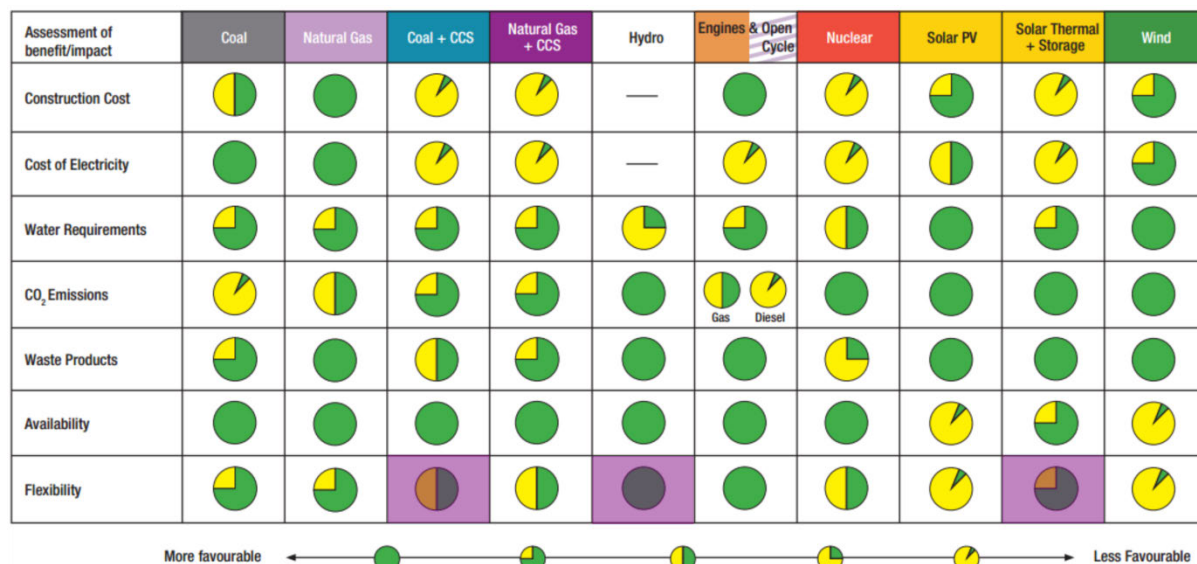 Assessment of
benefit/impact
Coal
Natural Gas
Coal + CCS
Natural Gas
+ CCS
Hydro
Engines & Open
Cycle
Nuclear
Solar PV
Solar Thermal
+ Storage
Wind
Construction Cost
Cost of Electricity
Water Requirements
CO₂ Emissions
Gas
Diesel
Waste Products
Availability
Flexibility
More favourable
Less Favourable